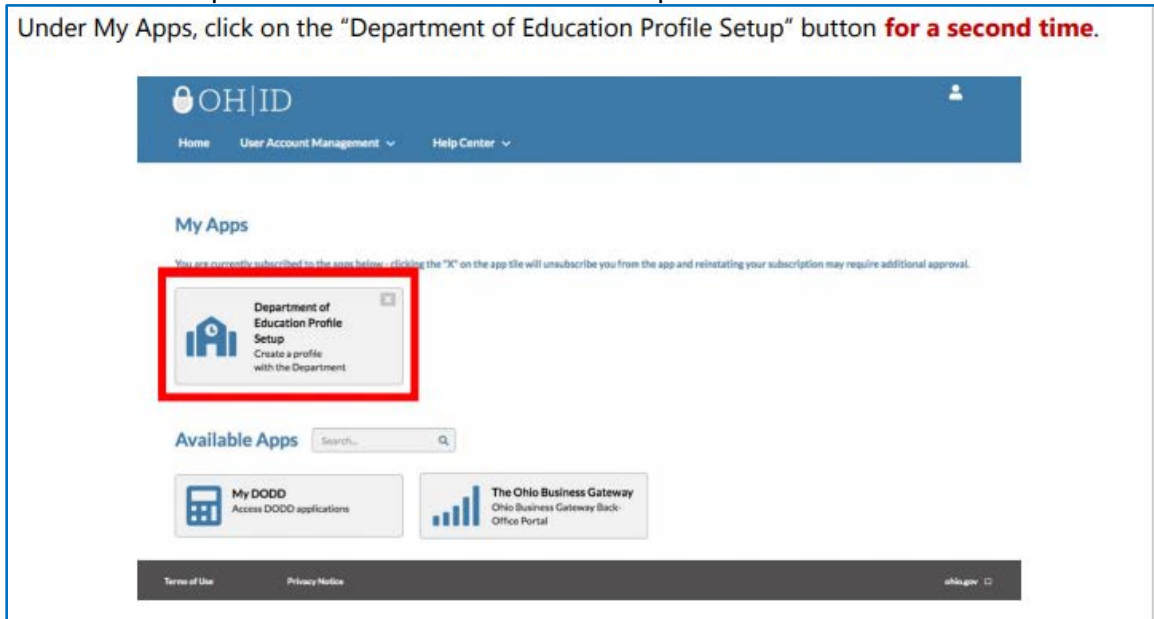 Under My Apps, click on the “Department of Education Profile Setup” button for a second time.
OH|ID
Home User Account Management Help Center
My Apps
You are currently subscribed to the apps below - clicking the "X" on the app tile will unsubscribe you from the app and reinstating your subscription may require additional approval.
Department of
Education Profile
Setup
Create a profile
with the Department
Available Apps Search...
My DODD
Access DODD applications
The Ohio Business Gateway
Ohio Business Gateway Back-
Office Portal
Terms of Use Privacy Notice ohio.gov